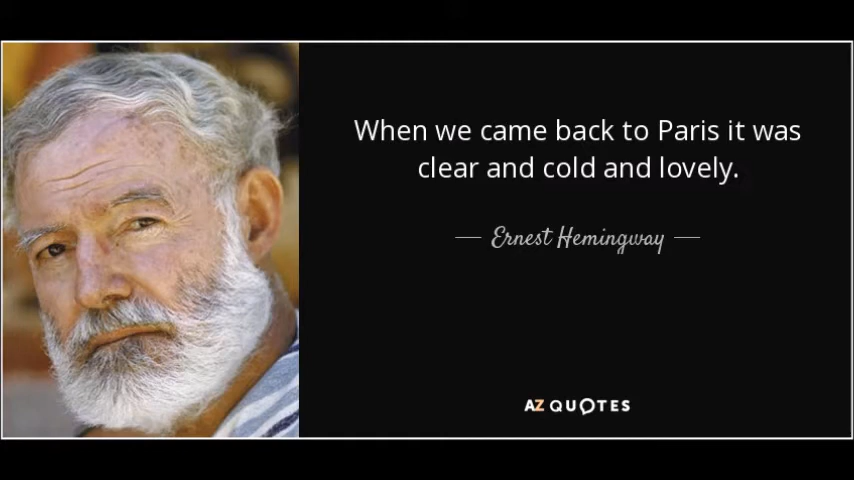 When we came back to Paris it was
clear and cold and lovely.
Ernest Hemingway
AZ QUOTES